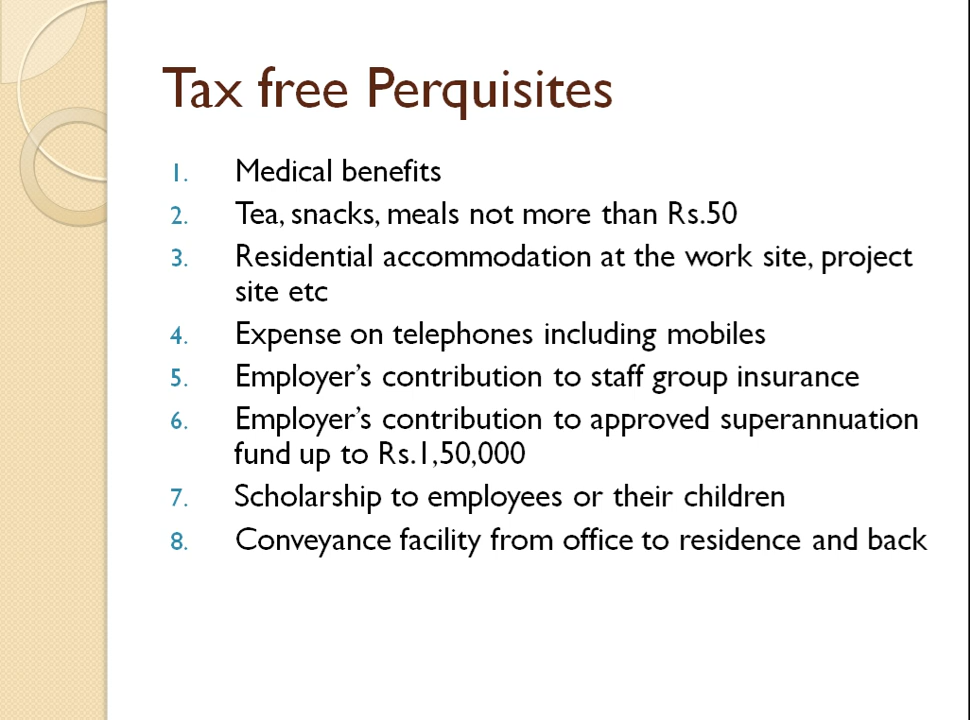 Tax free Perquisites
1. Medical benefits
2. Tea, snacks, meals not more than Rs.50
3. Residential accommodation at the work site, project
site etc
4. Expense on telephones including mobiles
5. Employer’s contribution to staff group insurance
6. Employer’s contribution to approved superannuation
fund up to Rs.1,50,000
7. Scholarship to employees or their children
8. Conveyance facility from office to residence and back